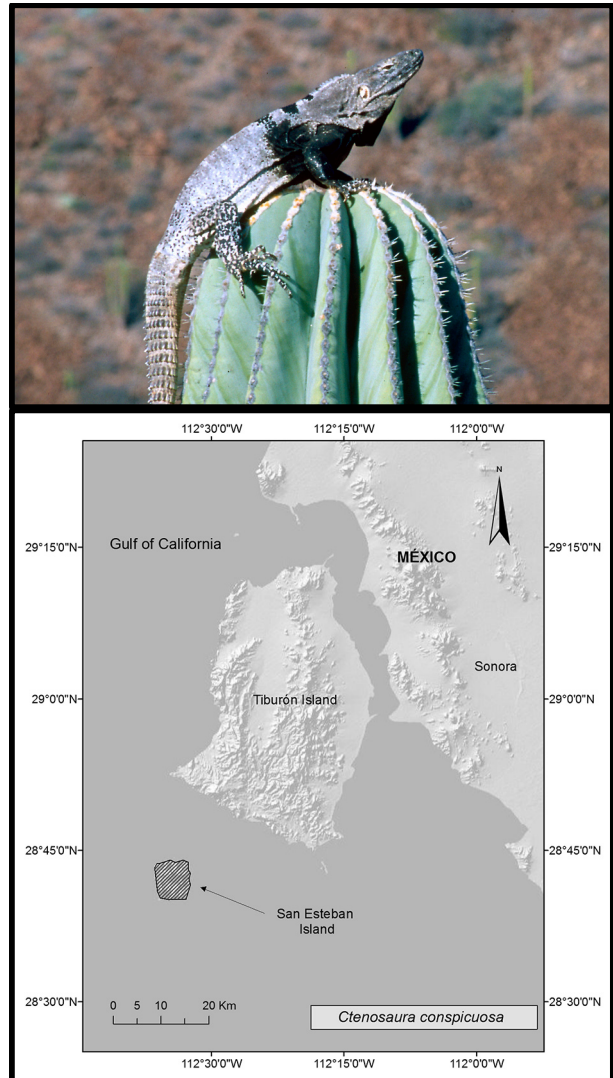 112°30'0"W 112°15'0"W 112°0'0"W
N
29°15'0"N 29°15'0"N
Gulf of California
MÉXICO
Sonora
29°0'0"N 29°0'0"N
Tiburón Island
28°45'0"N 28°45'0"N
San Esteban
Island
28°30'0"N 28°30'0"N
0 5 10 20 Km
Ctenosaura conspicuosa
112°30'0"W 112°15'0"W 112°0'0"W